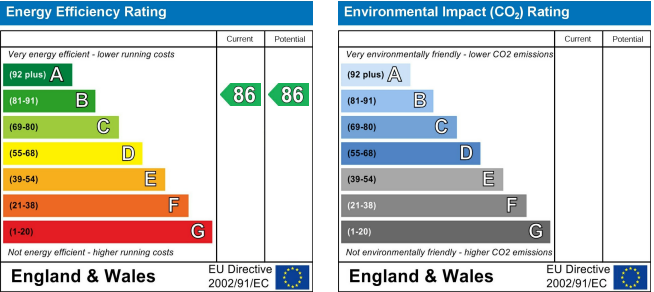 Energy Efficiency Rating
Current Potential
Very energy efficient - lower running costs
(92 plus) A
(81-91) B
86 86
(69-80) C
(55-68) D
(39-54) E
(21-38) F
(1-20) G
Not energy efficient - higher running costs
England & Wales
EU Directive
2002/91/EC
Environmental Impact (CO₂) Rating
Current Potential
Very environmentally friendly - lower CO2 emissions
(92 plus) A
(81-91) B
(69-80) C
(55-68) D
(39-54) E
(21-38) F
(1-20) G
Not environmentally friendly - higher CO2 emissions
England & Wales
EU Directive
2002/91/EC